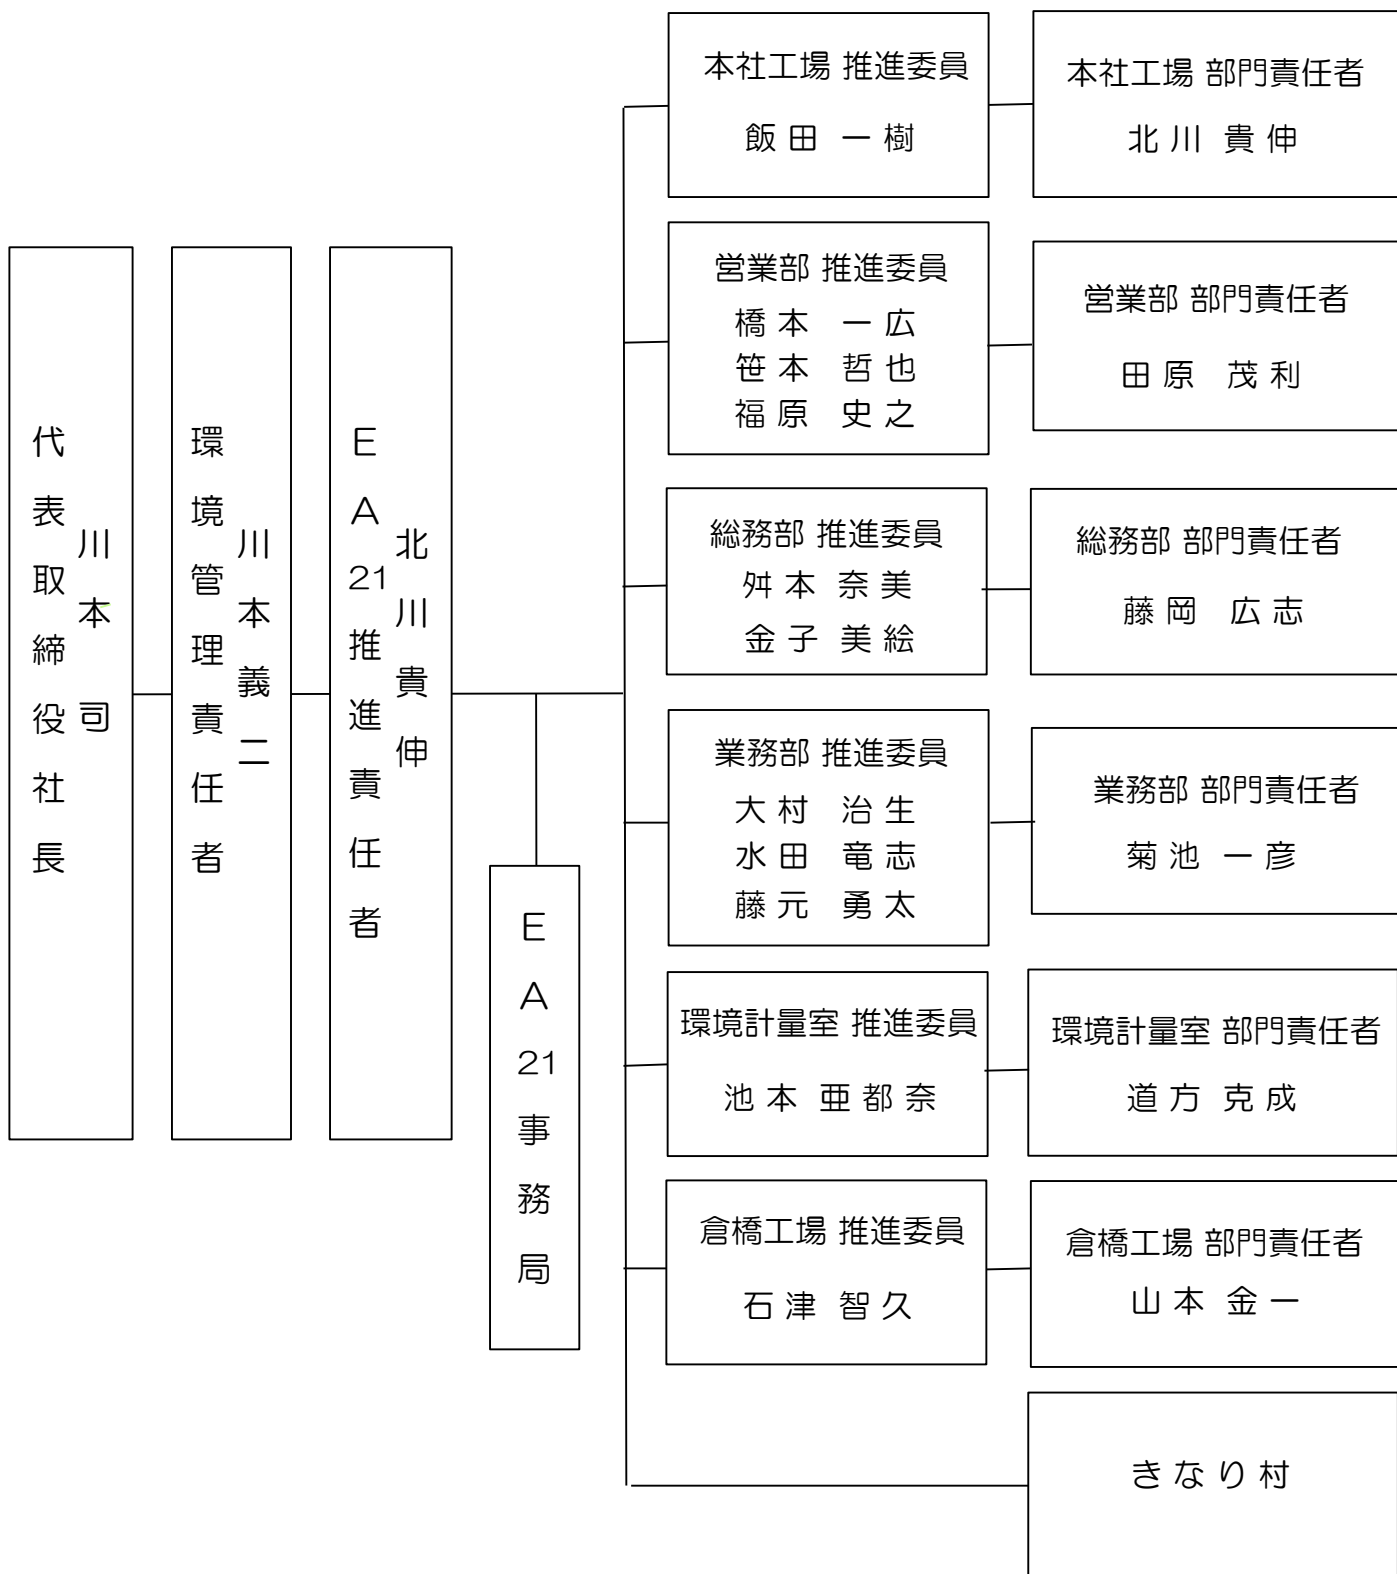 代表取締役社長
川本 司
環境管理責任者
川本義二
EA21推進責任者
北川貴伸
EA21事務局
本社工場 推進委員
飯田 一樹
本社工場 部門責任者
北川 貴伸
営業部 推進委員
橋本 一広
笹本 哲也
福原 史之
営業部 部門責任者
田原 茂利
総務部 推進委員
舛本 奈美
金子 美絵
総務部 部門責任者
藤岡 広志
業務部 推進委員
大村 治生
水田 竜志
藤元 勇太
業務部 部門責任者
菊池 一彦
環境計量室 推進委員
池本 亜都奈
環境計量室 部門責任者
道方 克成
倉橋工場 推進委員
石津 智久
倉橋工場 部門責任者
山本 金一
きなり村